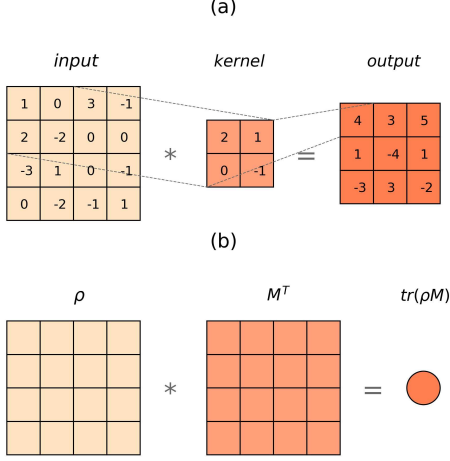 (a)
input kernel output
1 0 3 -1
2 -2 0 0
-3 1 0 -1
0 -2 -1 1
*
2 1
0 -1
=
4 3 5
1 -4 1
-3 3 -2
(b)
ρ M^T tr(ρM)
* =